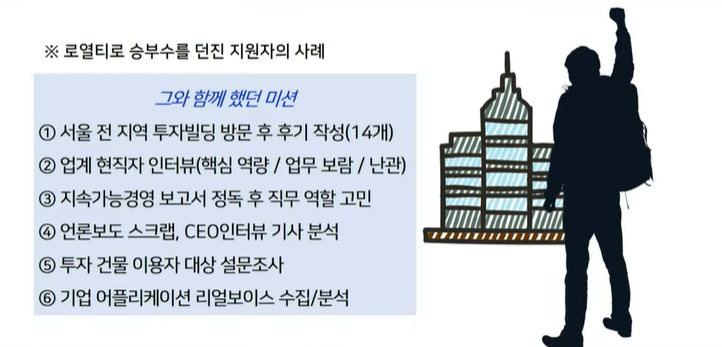 ※ 로열티로 승부수를 던진 지원자의 사례
그와 함께 했던 미션
① 서울 전 지역 투자빌딩 방문 후 후기 작성(14개)
② 업계 현직자 인터뷰(핵심 역량 / 업무 보람 / 난관)
③ 지속가능경영 보고서 정독 후 직무 역할 고민
④ 언론보도 스크랩, CEO인터뷰 기사 분석
⑤ 투자 건물 이용자 대상 설문조사
⑥ 기업 어플리케이션 리얼보이스 수집/분석